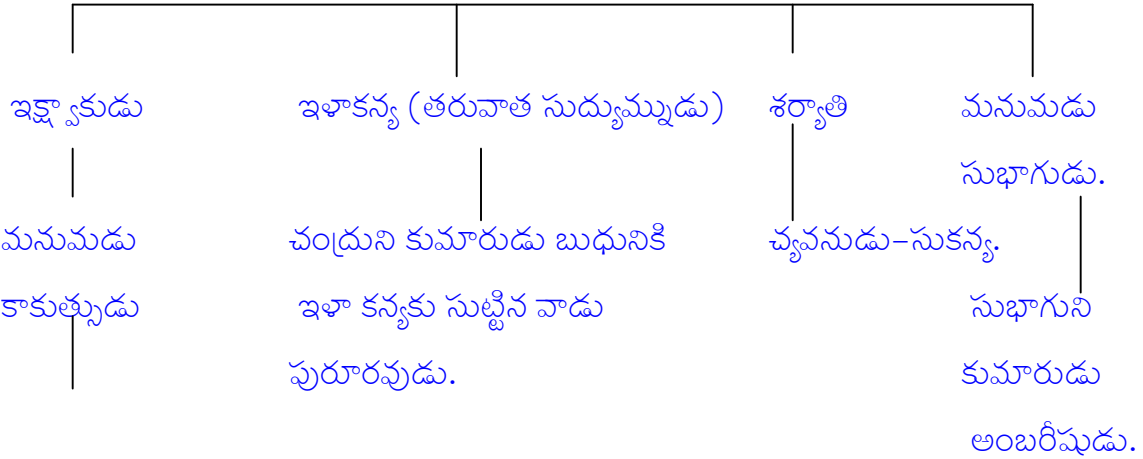 ఇక్ష్వాకుడు ఇళాకన్య (తరువాత సుద్యుమ్నుడు) శర్యాతి మనుమడు
సుభాగుడు.
మనుమడు చంద్రుని కుమారుడు బుధునికి చ్యవనుడు-సుకన్య.
కాకుత్సుడు ఇళా కన్యకు సుట్టిన వాడు సుభాగుని
పురూరవుడు. కుమారుడు
అంబరీషుడు.